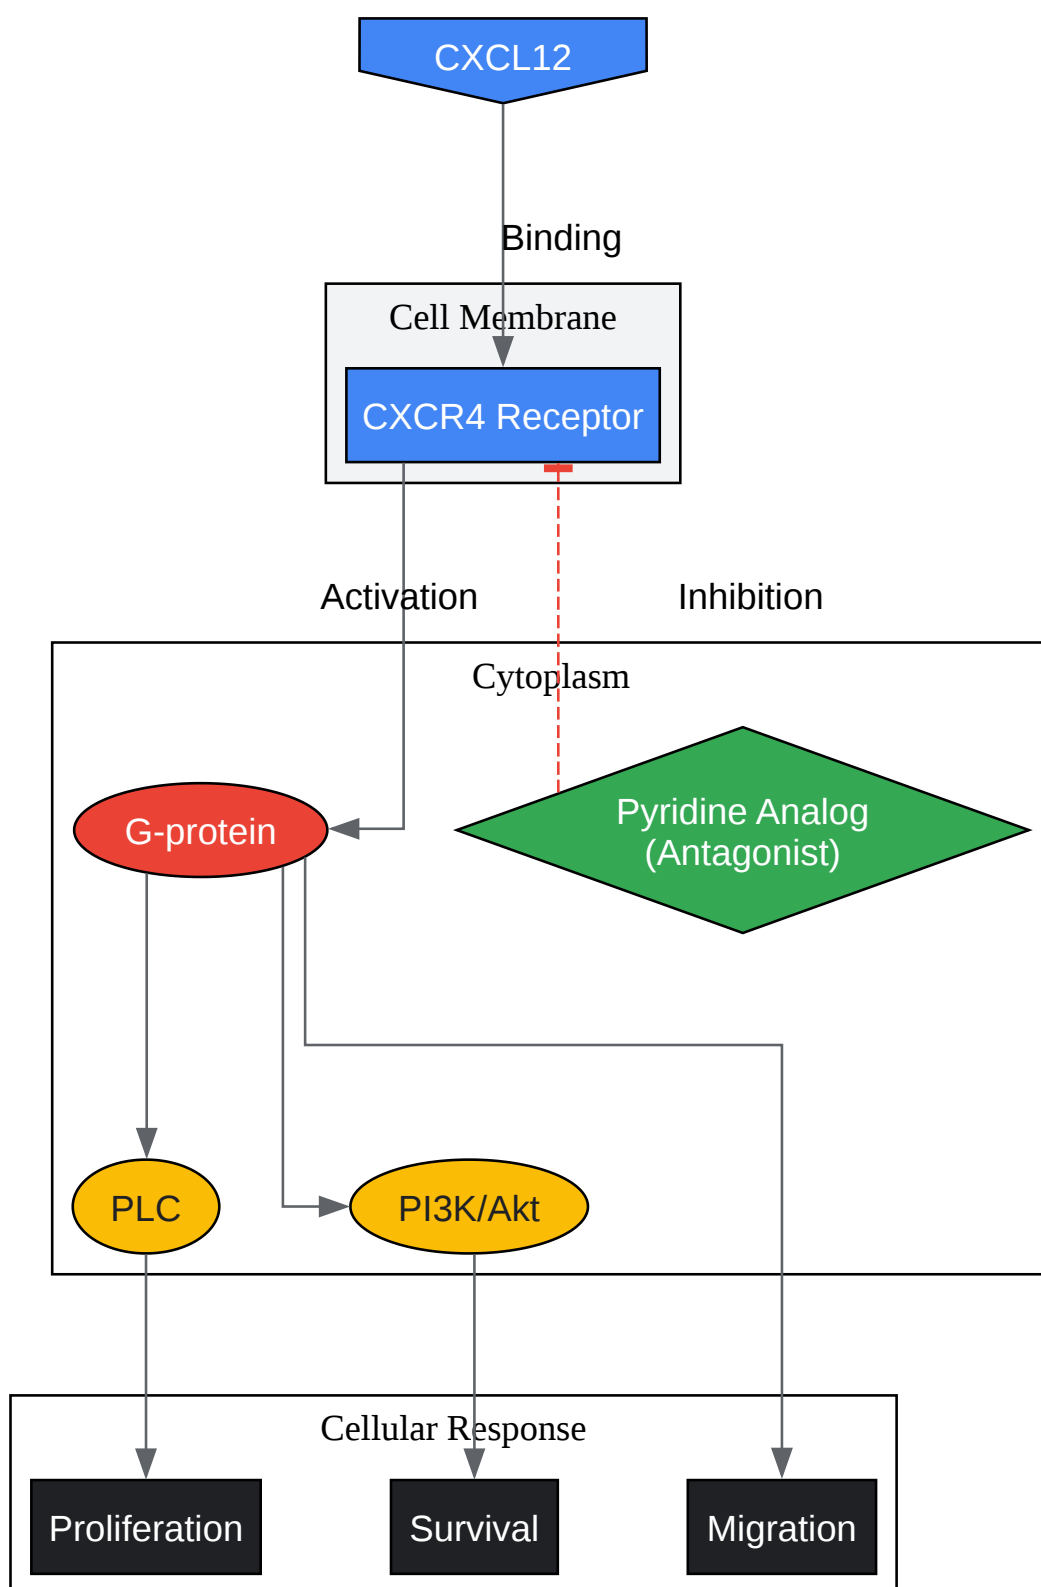 CXCL12
Binding
Cell Membrane
CXCR4 Receptor
Activation
Inhibition
Cytoplasm
G-protein
Pyridine Analog
(Antagonist)
PLC
PI3K/Akt
Cellular Response
Proliferation
Survival
Migration